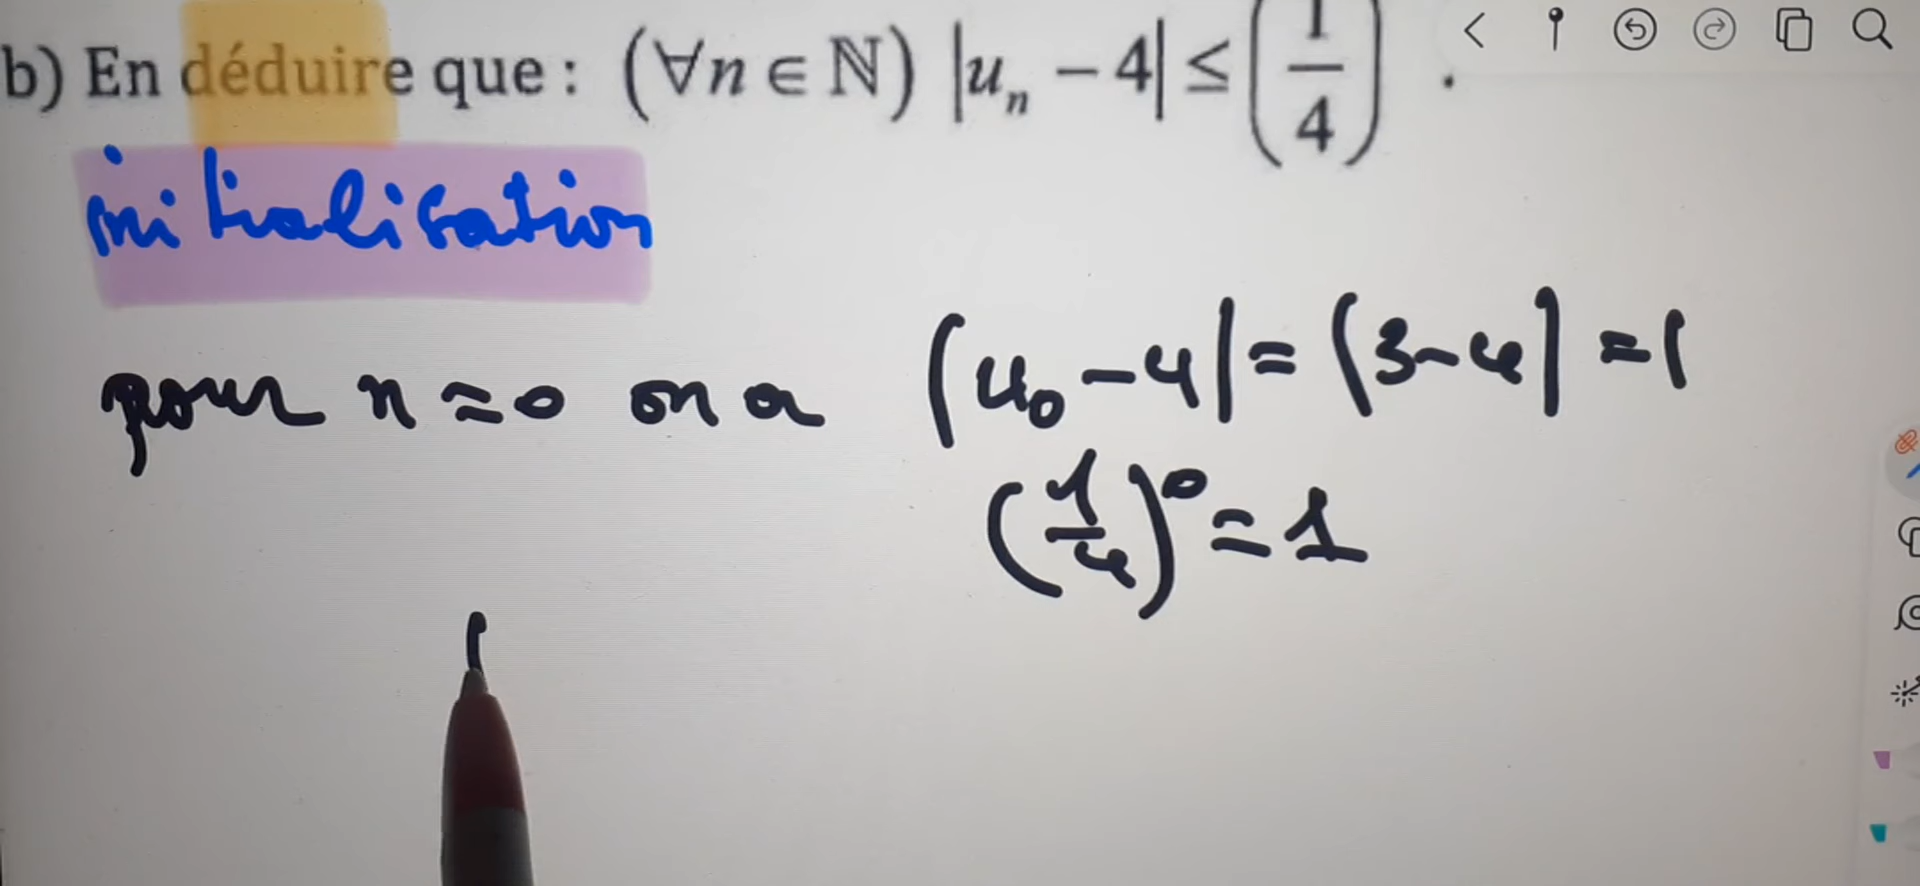 b) En déduire que : (∀n ∈ ℕ) |uₙ − 4| ≤ (1/4) .
initialisation
pour n = 0 on a |u₀ − 4| = |3 − 4| = 1
(1/4)⁰ = 1